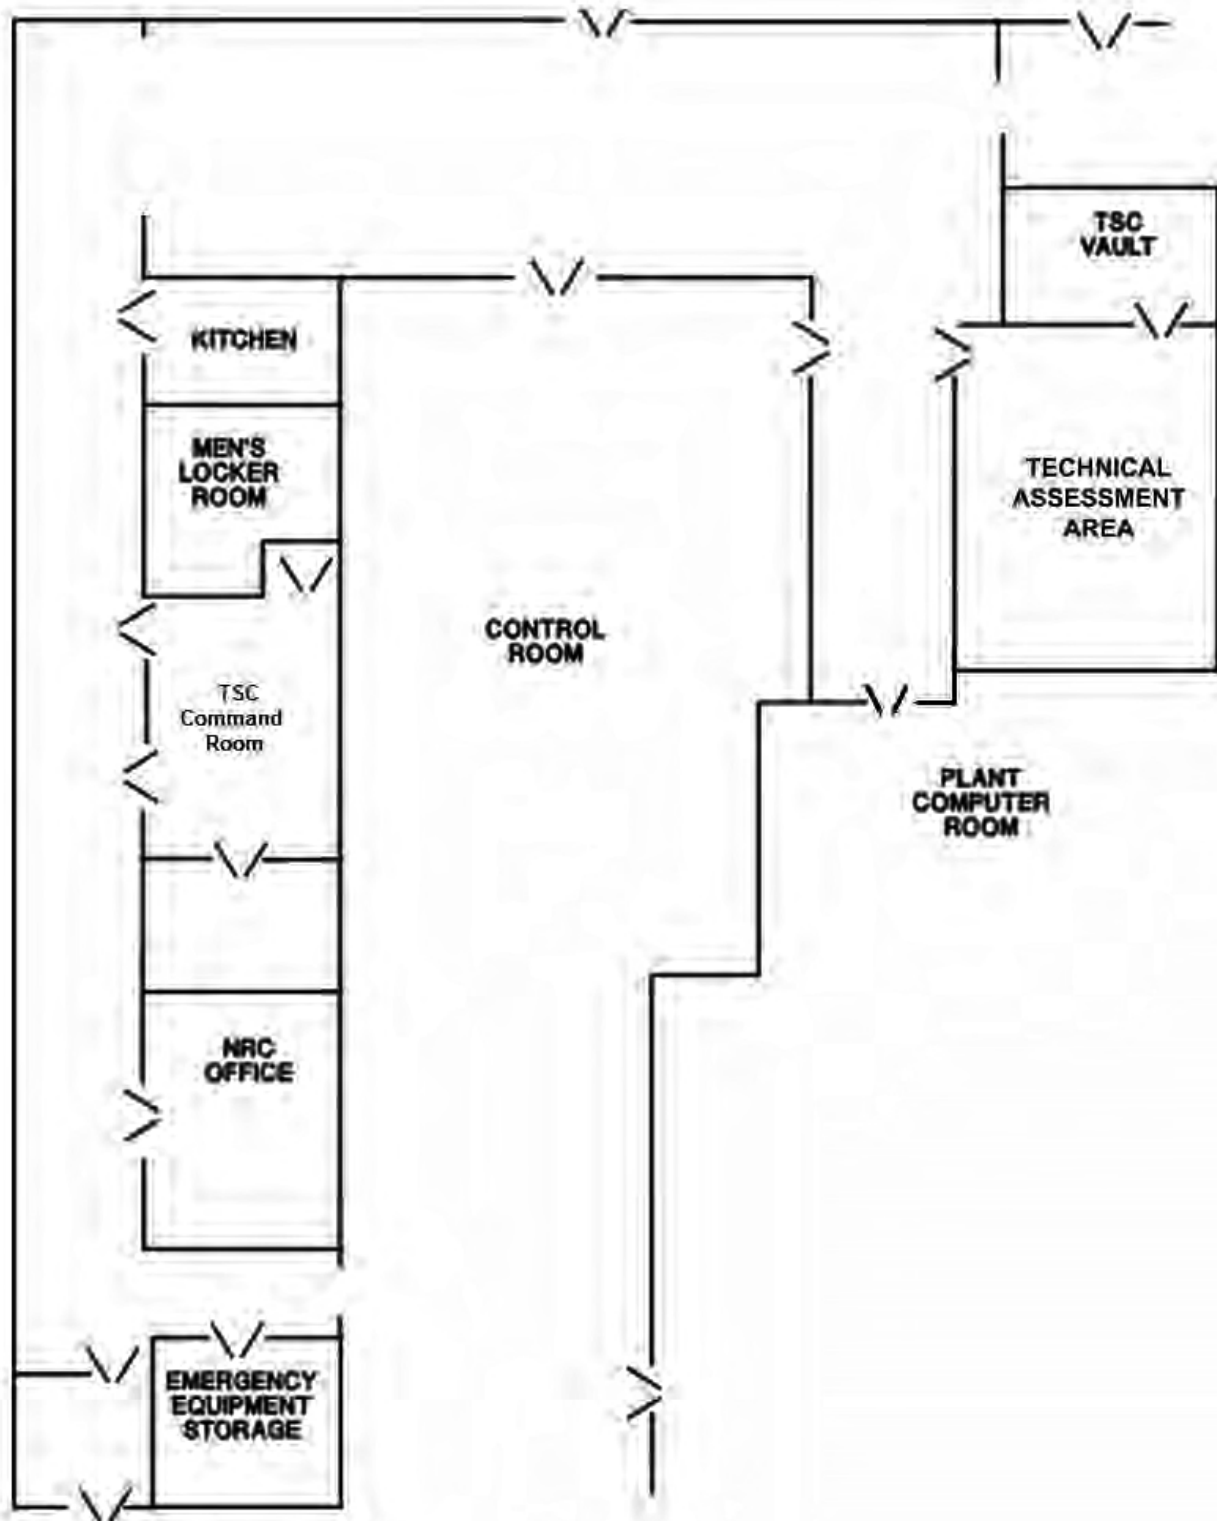 TSC
VAULT
KITCHEN
MEN'S
LOCKER
ROOM
TECHNICAL
ASSESSMENT
AREA
CONTROL
ROOM
TSC
Command
Room
PLANT
COMPUTER
ROOM
NRC
OFFICE
EMERGENCY
EQUIPMENT
STORAGE